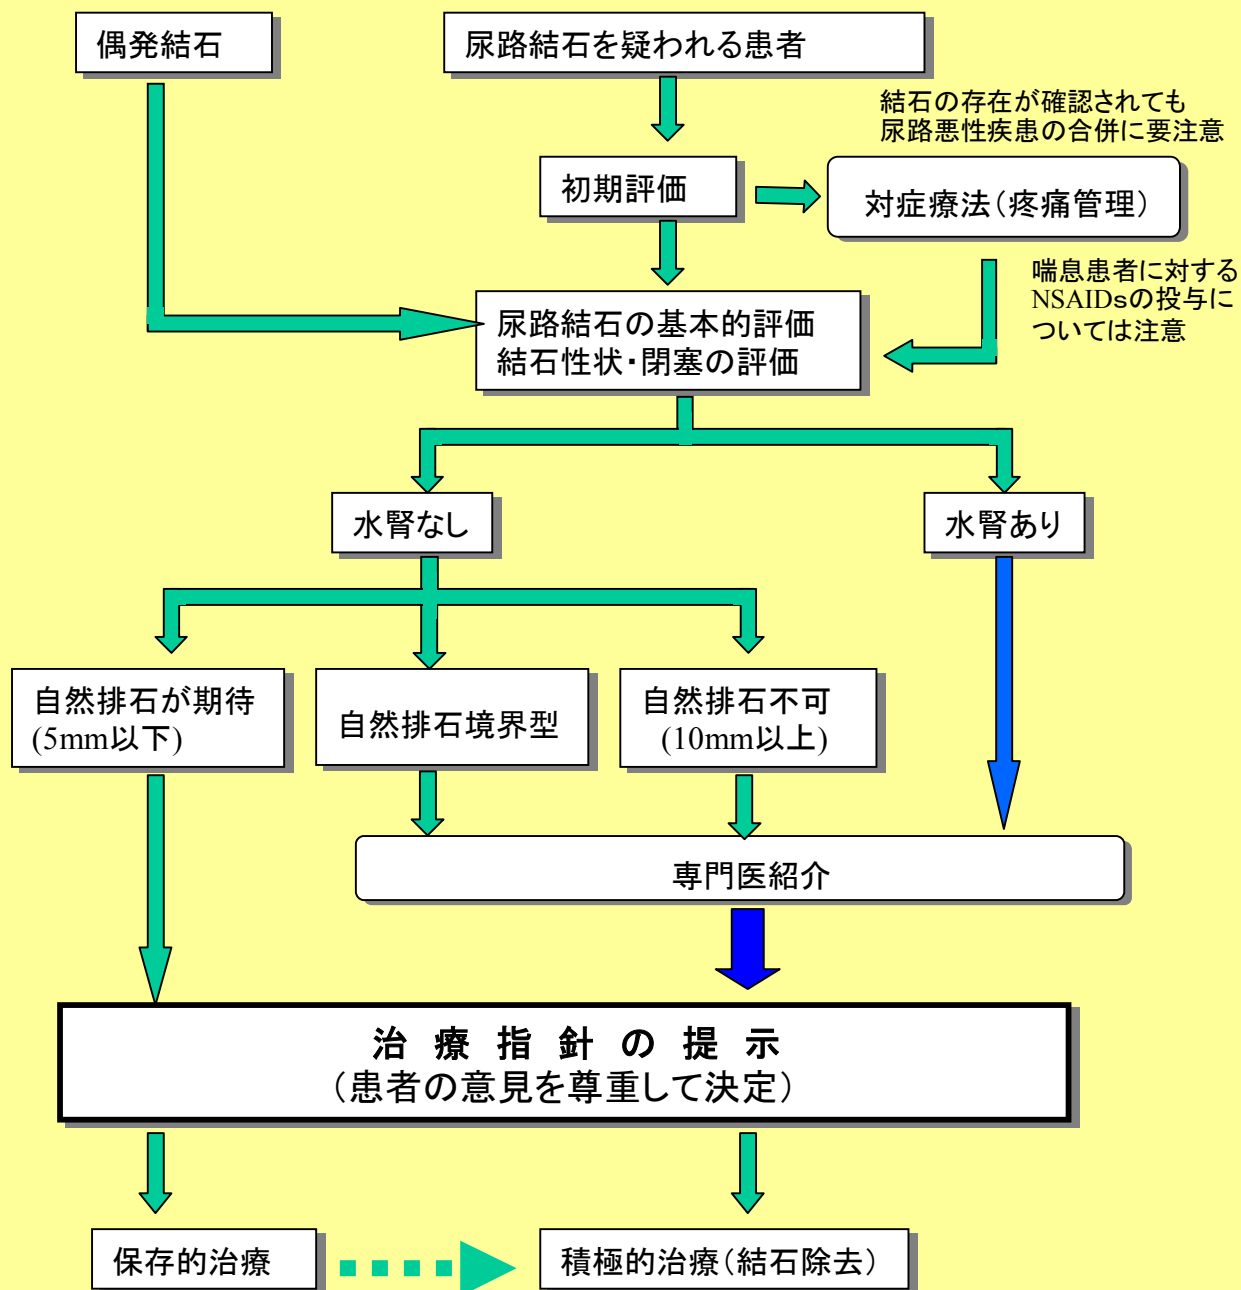 偶発結石
尿路結石を疑われる患者
結石の存在が確認されても
尿路悪性疾患の合併に要注意
初期評価
対症療法(疼痛管理)
喘息患者に対する
NSAIDsの投与に
ついては注意
尿路結石の基本的評価
結石性状・閉塞の評価
水腎なし
水腎あり
自然排石が期待
(5mm以下)
自然排石境界型
自然排石不可
(10mm以上)
専門医紹介
治療指針の提示
(患者の意見を尊重して決定)
保存的治療
積極的治療(結石除去)